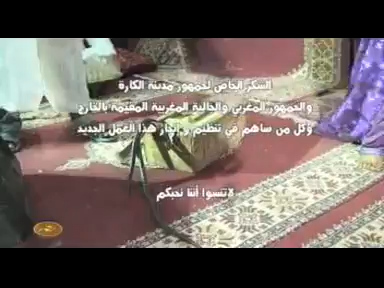 الشكر الخاص لجمهور مدينة الكارة
والجمهور المغربي والجالية المغربية المقيمة بالخارج
وكل من ساهم في تنظيم و إنجاز هذا العمل الجديد
لاتنسوا أننا نحبكم